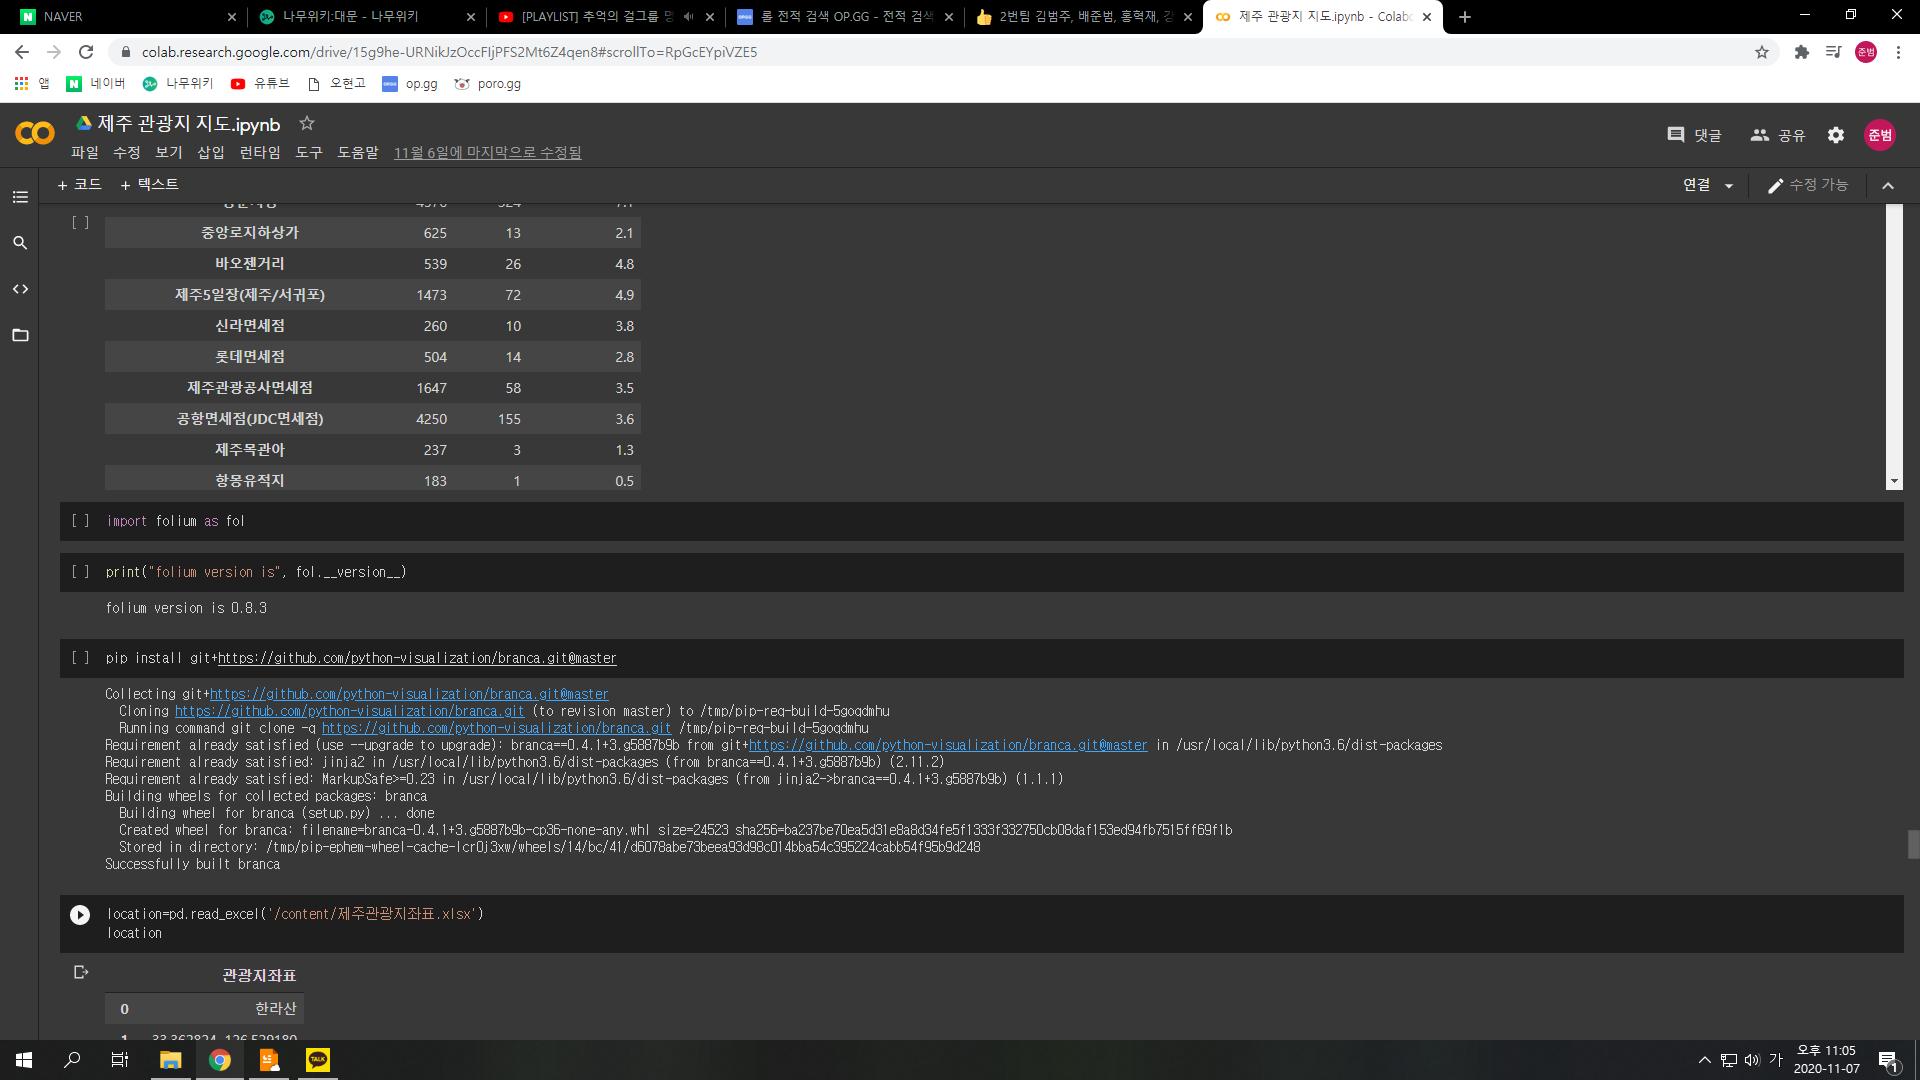 NAVER
나무위키:대문 - 나무위키
[PLAYLIST] 추억의 걸그룹 명
롤 전적 검색 OP.GG - 전적 검색
2번팀 김범주, 배준범, 홍혁재, 강
제주 관광지 지도.ipynb - Colabo
colab.research.google.com/drive/15g9he-URNikJzOccFIjPFS2Mt6Z4qen8#scrollTo=RpGcEYpiVZE5
준범
앱 네이버 나무위키 유튜브 오현고 op.gg poro.gg
제주 관광지 지도.ipynb
댓글 공유 준범
파일 수정 보기 삽입 런타임 도구 도움말 11월 6일에 마지막으로 수정됨
+ 코드 + 텍스트 연결 수정 가능
[ ]
중앙로지하상가 625 13 2.1
바오젠거리 539 26 4.8
제주5일장(제주/서귀포) 1473 72 4.9
신라면세점 260 10 3.8
롯데면세점 504 14 2.8
제주관광공사면세점 1647 58 3.5
공항면세점(JDC면세점) 4250 155 3.6
제주목관아 237 3 1.3
항몽유적지 183 1 0.5
[ ] import folium as fol
[ ] print("folium version is", fol.__version__)
folium version is 0.8.3
[ ] pip install git+https://github.com/python-visualization/branca.git@master
Collecting git+https://github.com/python-visualization/branca.git@master
Cloning https://github.com/python-visualization/branca.git (to revision master) to /tmp/pip-req-build-5goqdmhu
Running command git clone -q https://github.com/python-visualization/branca.git /tmp/pip-req-build-5goqdmhu
Requirement already satisfied (use --upgrade to upgrade): branca==0.4.1+3.g5887b9b from git+https://github.com/python-visualization/branca.git@master in /usr/local/lib/python3.6/dist-packages
Requirement already satisfied: jinja2 in /usr/local/lib/python3.6/dist-packages (from branca==0.4.1+3.g5887b9b) (2.11.2)
Requirement already satisfied: MarkupSafe>=0.23 in /usr/local/lib/python3.6/dist-packages (from jinja2->branca==0.4.1+3.g5887b9b) (1.1.1)
Building wheels for collected packages: branca
Building wheel for branca (setup.py) ... done
Created wheel for branca: filename=branca-0.4.1+3.g5887b9b-cp36-none-any.whl size=24523 sha256=ba237be70ea5d31e8a8d34fe5f1333f332750cb08daf153ed94fb7515ff69f1b
Stored in directory: /tmp/pip-ephem-wheel-cache-lcr0j3xw/wheels/14/bc/41/d6078abe73beea93d98c014bba54c395224cabb54f95b9d248
Successfully built branca
location=pd.read_excel('/content/제주관광지좌표.xlsx')
location
관광지좌표
0 한라산
1 33.362824, 126.529180
TALK
가
오후 11:05
2020-11-07
1